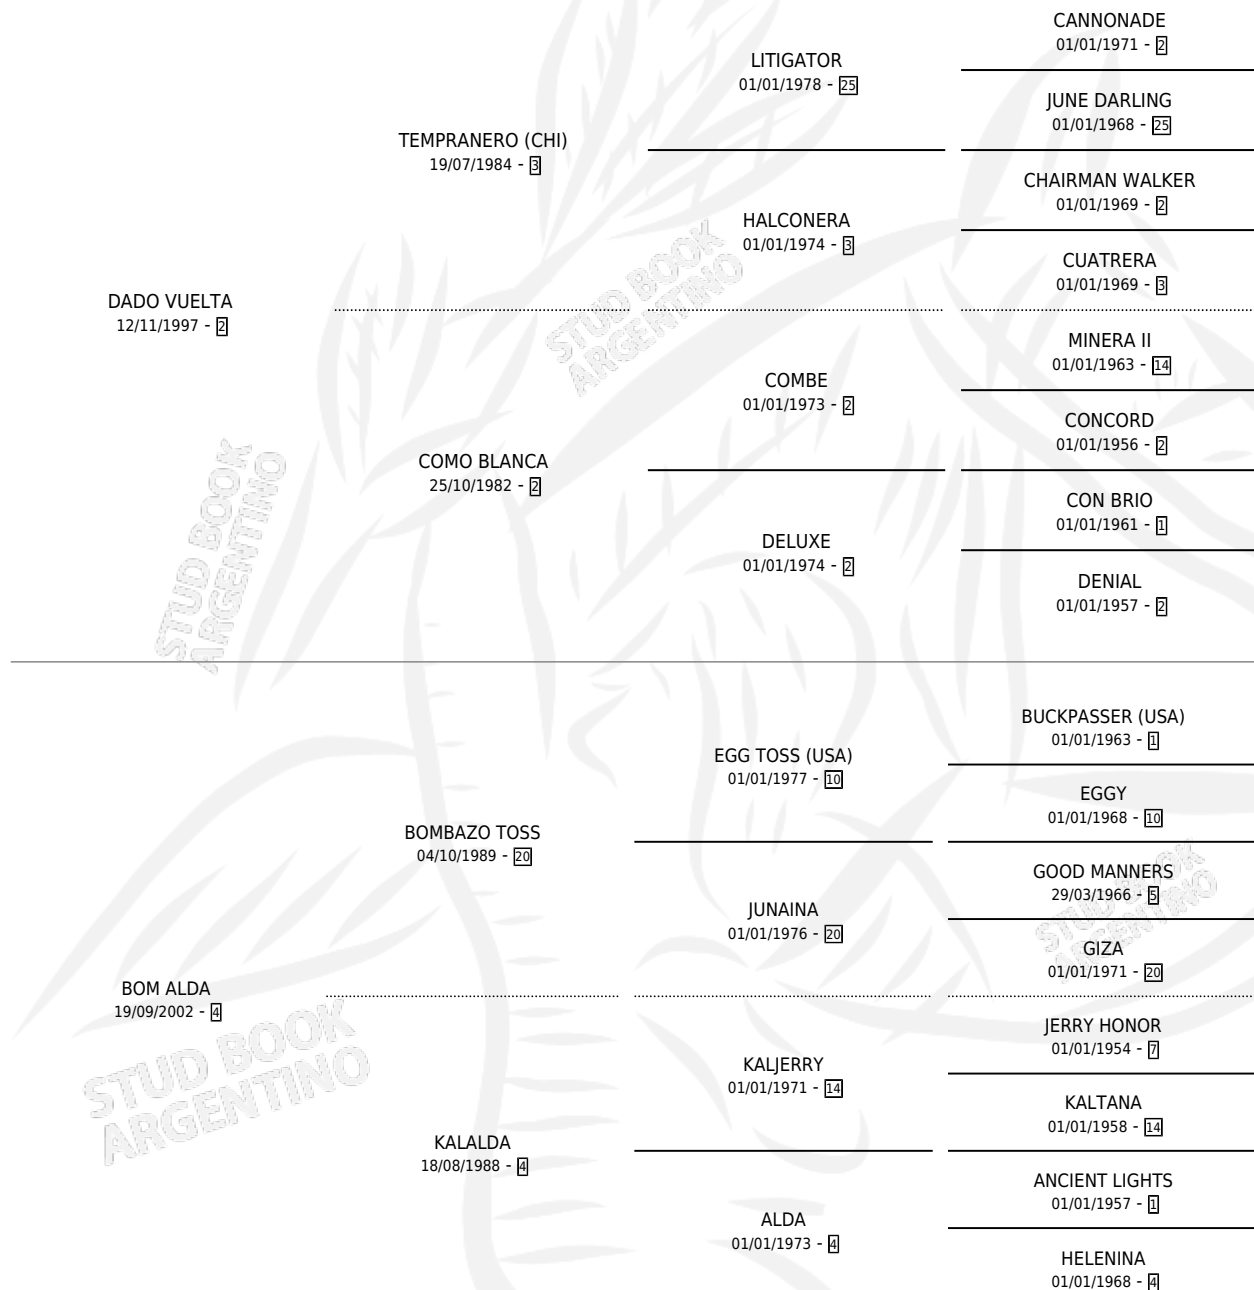 CANNONADE
01/01/1971 - 2
LITIGATOR
01/01/1978 - 25
JUNE DARLING
01/01/1968 - 25
TEMPRANERO (CHI)
19/07/1984 - 3
CHAIRMAN WALKER
01/01/1969 - 2
HALCONERA
01/01/1974 - 3
CUATRERA
01/01/1969 - 3
DADO VUELTA
12/11/1997 - 2
STUD BOOK
ARGENTINO
MINERA II
01/01/1963 - 14
COMBE
01/01/1973 - 2
CONCORD
01/01/1956 - 2
COMO BLANCA
25/10/1982 - 2
CON BRIO
01/01/1961 - 1
DELUXE
01/01/1974 - 2
DENIAL
01/01/1957 - 2
STUD BOOK
ARGENTINO
BUCKPASSER (USA)
01/01/1963 - 1
EGG TOSS (USA)
01/01/1977 - 10
EGGY
01/01/1968 - 10
BOMBAZO TOSS
04/10/1989 - 20
GOOD MANNERS
29/03/1966 - 5
JUNAINA
01/01/1976 - 20
GIZA
01/01/1971 - 20
STUD BOOK
ARGENTINO
BOM ALDA
19/09/2002 - 4
JERRY HONOR
01/01/1954 - 7
KALJERRY
01/01/1971 - 14
KALTANA
01/01/1958 - 14
STUD BOOK
ARGENTINO
KALALDA
18/08/1988 - 4
ANCIENT LIGHTS
01/01/1957 - 1
ALDA
01/01/1973 - 4
HELENINA
01/01/1968 - 4